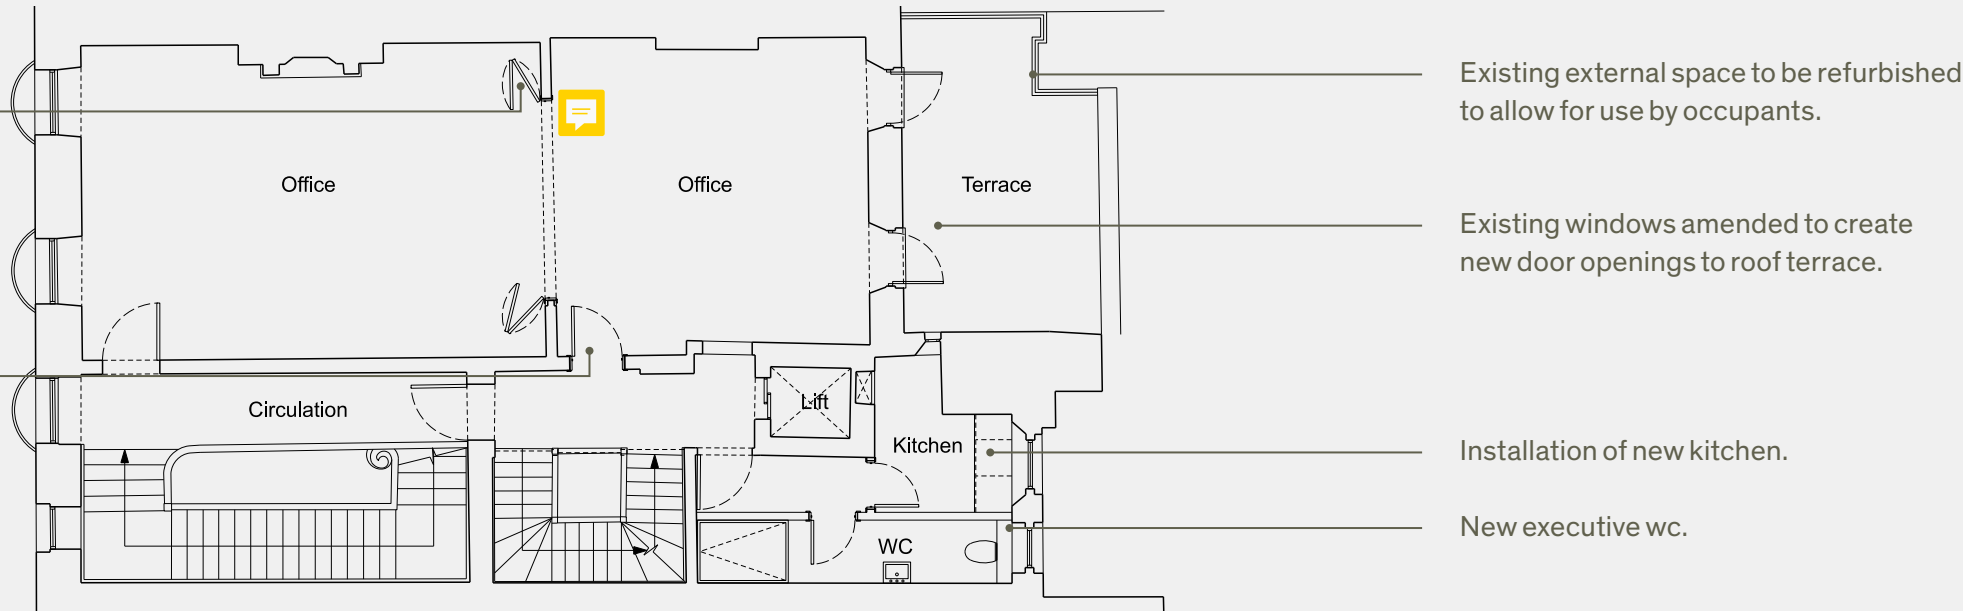 Existing external space to be refurbished
to allow for use by occupants.
Office
Office
Terrace
Existing windows amended to create
new door openings to roof terrace.
Circulation
Lift
Kitchen
Installation of new kitchen.
New executive wc.
WC